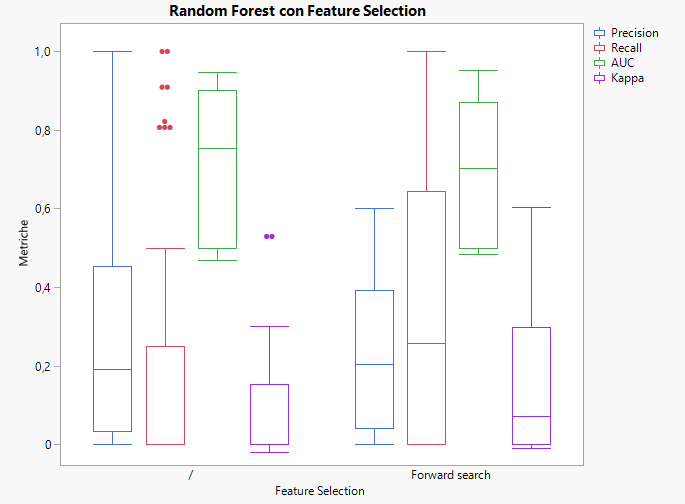 Random Forest con Feature Selection
Precision
Recall
AUC
Kappa
1,0
0,8
0,6
0,4
0,2
0
Metriche
/
Forward search
Feature Selection